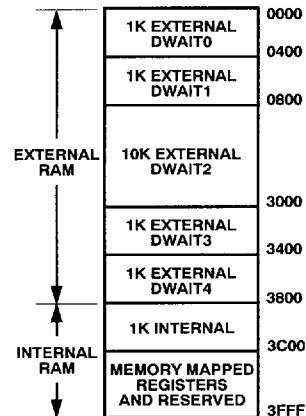 0000
1K EXTERNAL
DWAIT0
0400
1K EXTERNAL
DWAIT1
0800
EXTERNAL
RAM
10K EXTERNAL
DWAIT2
3000
1K EXTERNAL
DWAIT3
3400
1K EXTERNAL
DWAIT4
3800
INTERNAL
RAM
1K INTERNAL
3C00
MEMORY MAPPED
REGISTERS
AND RESERVED
3FFF